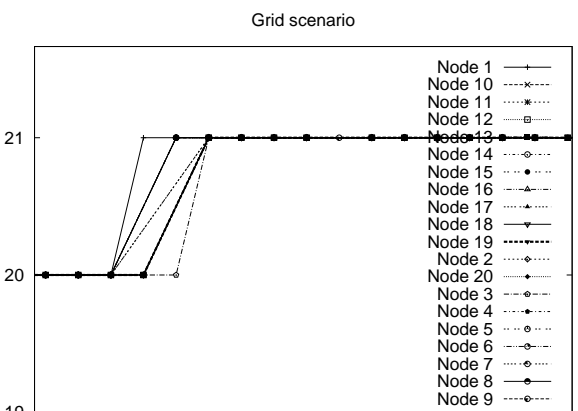 Grid scenario
Node 1
Node 10
Node 11
Node 12
21
Node 13
Node 14
Node 15
Node 16
Node 17
Node 18
Node 19
Node 2
20
Node 20
Node 3
Node 4
Node 5
Node 6
Node 7
Node 8
Node 9
19